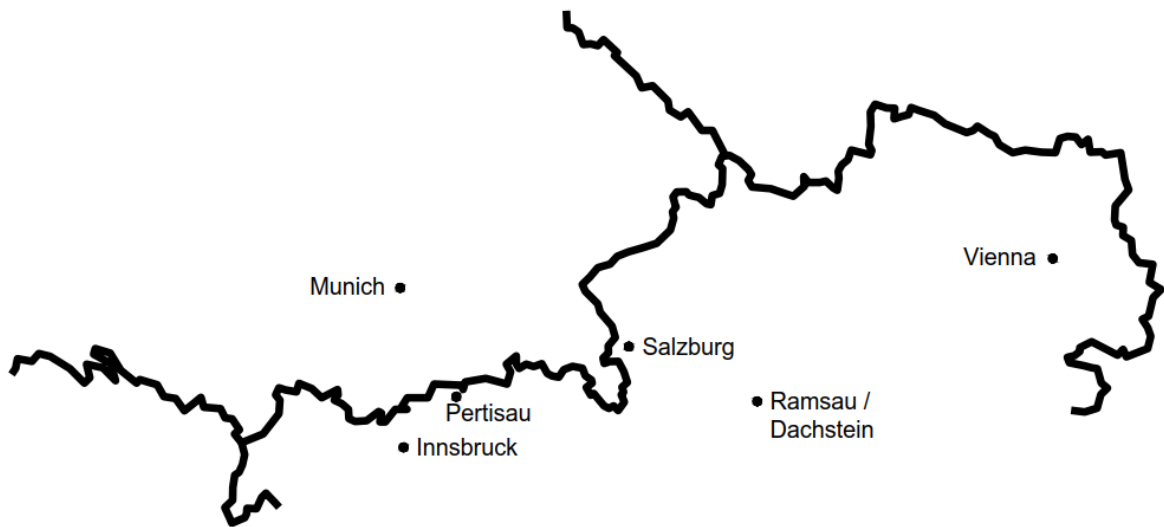 Vienna
Munich
Salzburg
Ramsau /
Dachstein
Pertisau
Innsbruck